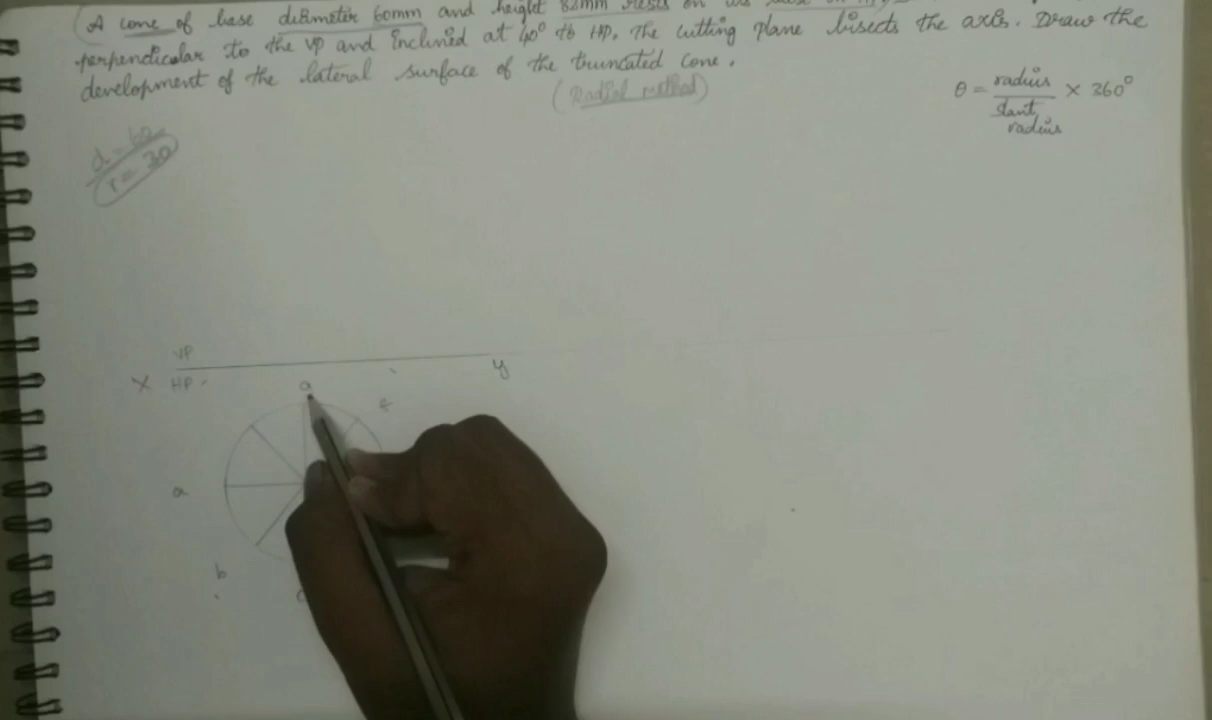 A cone of base diameter 60mm and height
perpendicular to the VP and inclined at 40° to HP. The cutting plane bisects the axis. Draw the
development of the lateral surface of the truncated cone.
(Radial method)
θ = radius / slant radius × 360°
d = 60
r = 30
VP
X HP y
a
f
a
b